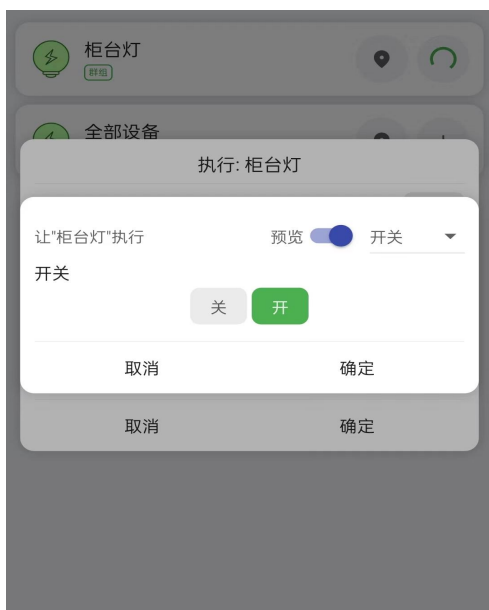 柜台灯
群组
全部设备
执行: 柜台灯
让"柜台灯"执行 预览 开关
开关
关 开
取消 确定
取消 确定